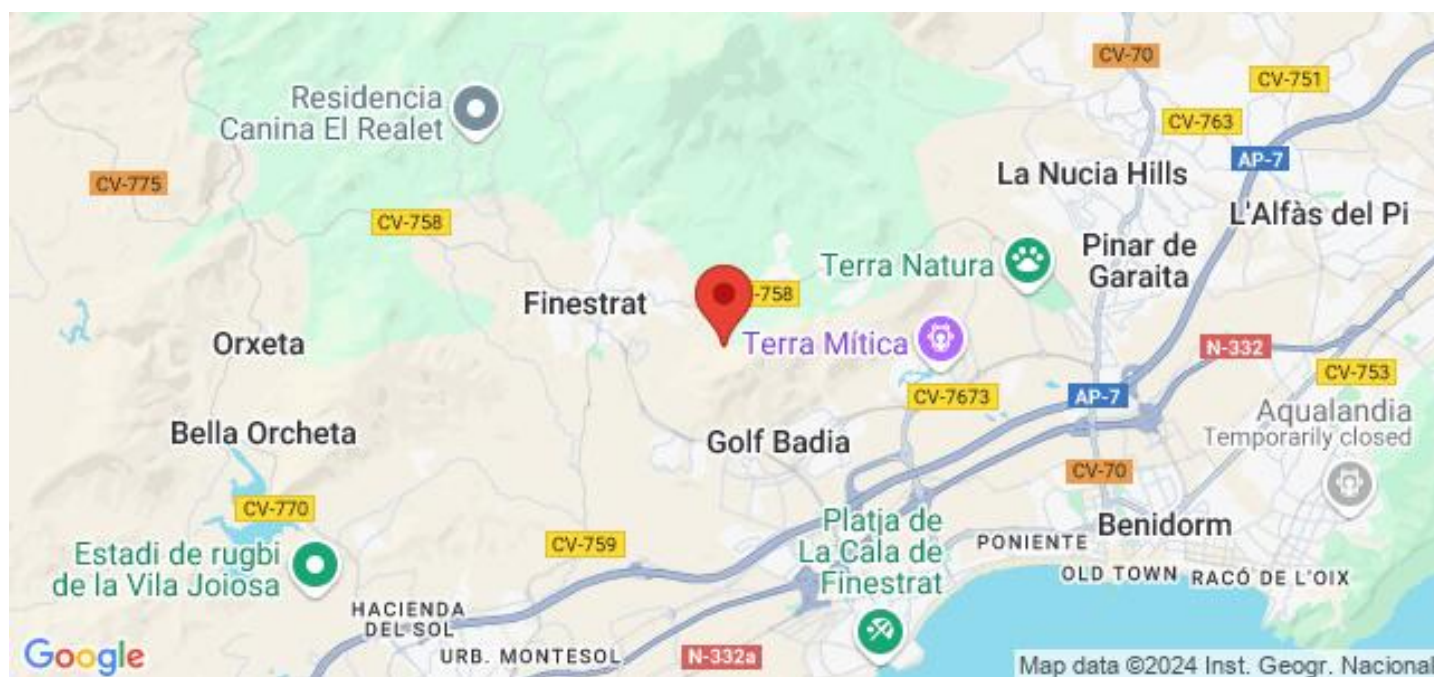 CV-70
CV-751
Residencia
Canina El Realet
CV-763
AP-7
La Nucia Hills
CV-775
L'Alfàs del Pi
CV-758
Pinar de
Garaita
Terra Natura
-758
Finestrat
Orxeta
Terra Mítica
N-332
CV-753
CV-7673
AP-7
Aqualandia
Temporarily closed
Bella Orcheta
Golf Badia
CV-70
CV-770
Platja de
La Cala de
Finestrat
Benidorm
PONIENTE
CV-759
Estadi de rugbi
de la Vila Joiosa
OLD TOWN
RACÓ DE L'OIX
HACIENDA
DEL SOL
URB. MONTESOL
N-332a
Google
Map data ©2024 Inst. Geogr. Nacional